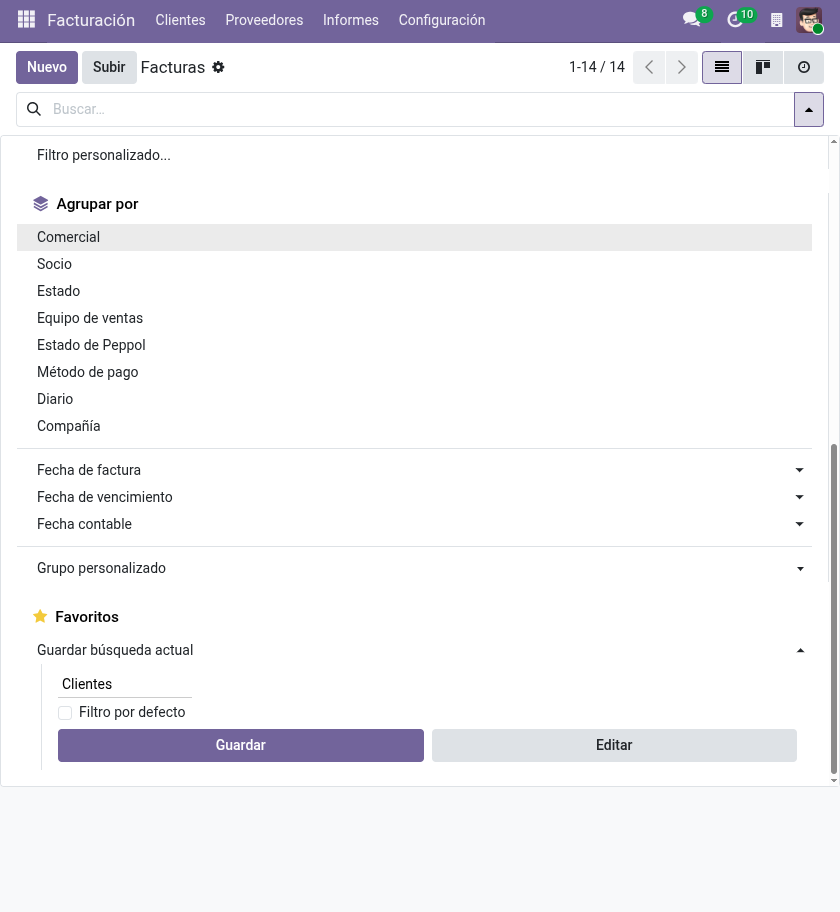 Facturación Clientes Proveedores Informes Configuración 8 10
Nuevo Subir Facturas 1-14 / 14
Buscar...
Filtro personalizado...
Agrupar por
Comercial
Socio
Estado
Equipo de ventas
Estado de Peppol
Método de pago
Diario
Compañía
Fecha de factura
Fecha de vencimiento
Fecha contable
Grupo personalizado
Favoritos
Guardar búsqueda actual
Clientes
Filtro por defecto
Guardar Editar